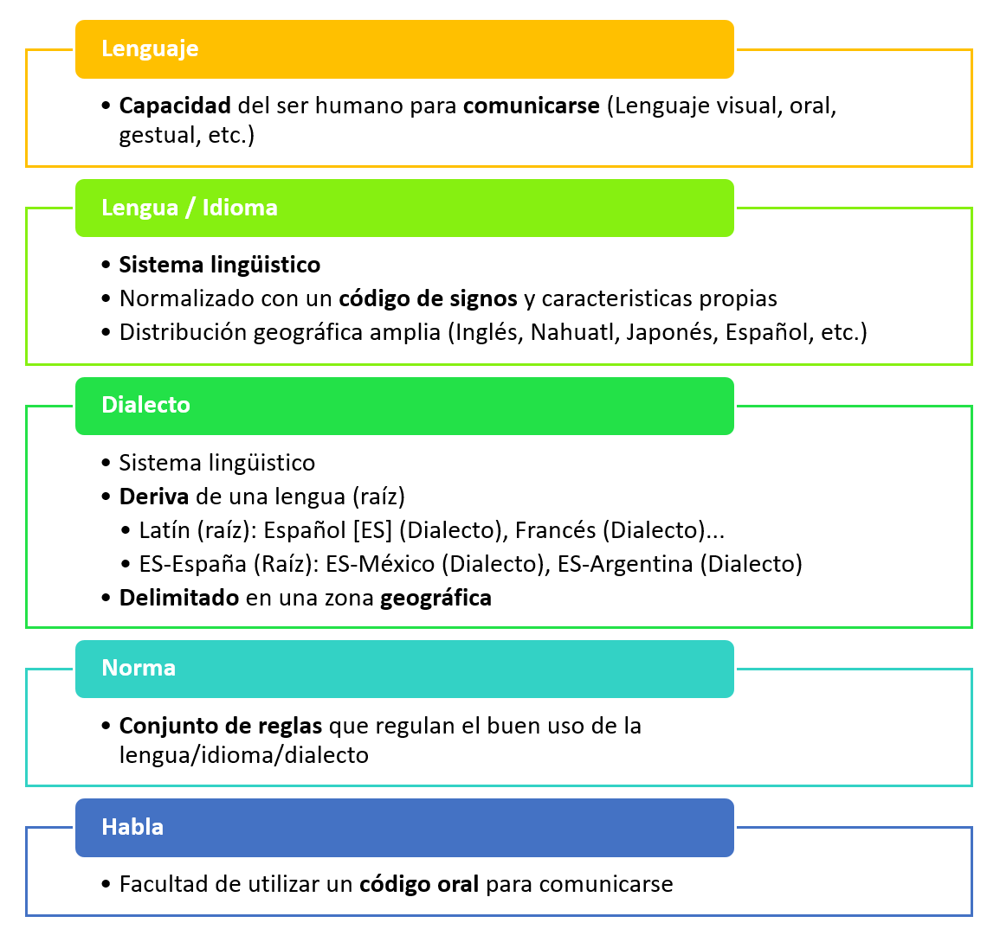 Lenguaje
• Capacidad del ser humano para comunicarse (Lenguaje visual, oral,
gestual, etc.)
Lengua / Idioma
• Sistema lingüistico
• Normalizado con un código de signos y caracteristicas propias
• Distribución geográfica amplia (Inglés, Nahuatl, Japonés, Español, etc.)
Dialecto
• Sistema lingüistico
• Deriva de una lengua (raíz)
• Latín (raíz): Español [ES] (Dialecto), Francés (Dialecto)...
• ES-España (Raíz): ES-México (Dialecto), ES-Argentina (Dialecto)
• Delimitado en una zona geográfica
Norma
• Conjunto de reglas que regulan el buen uso de la
lengua/idioma/dialecto
Habla
• Facultad de utilizar un código oral para comunicarse